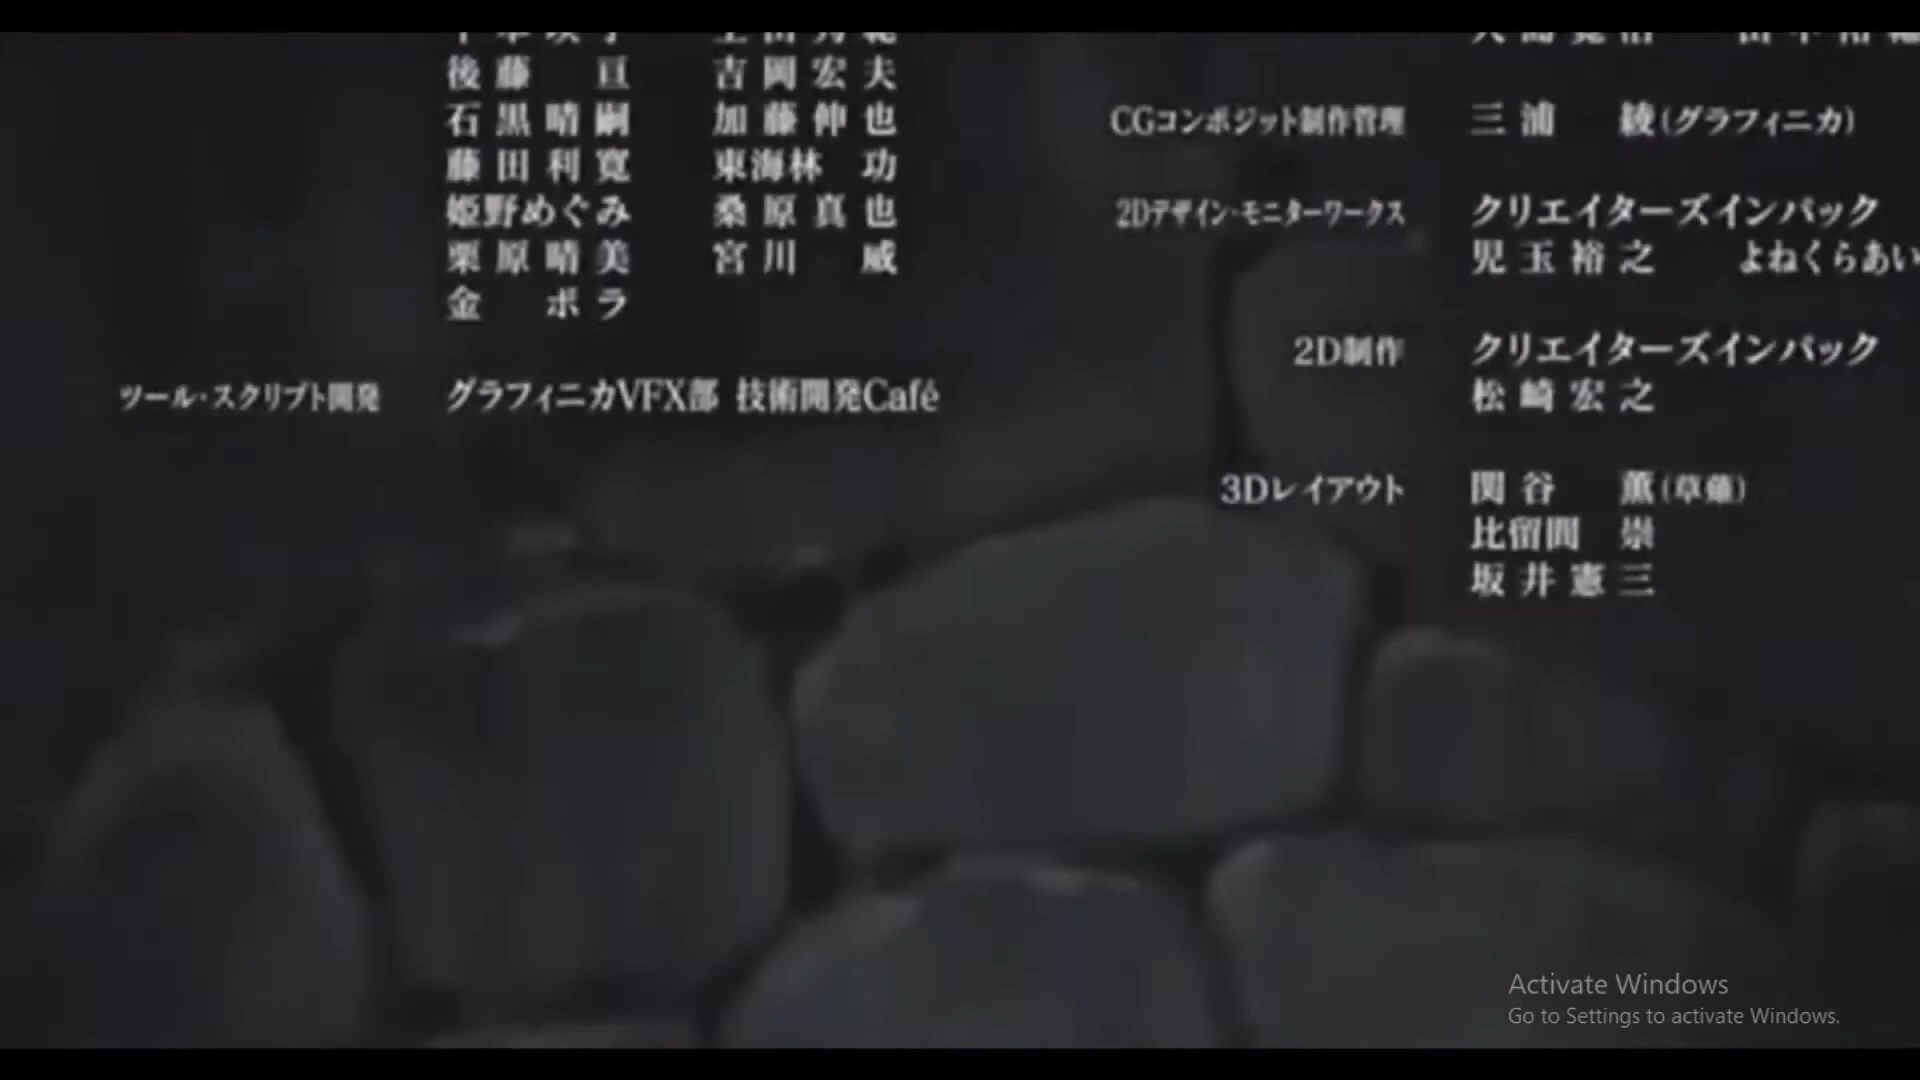 後藤 亘 吉岡宏夫
石黒晴嗣 加藤伸也
藤田利寛 東海林 功
姫野めぐみ 桑原真也
栗原晴美 宮川 威
金 ボラ
ツール・スクリプト開発 グラフィニカVFX部 技術開発Café
CGコンポジット制作管理 三浦 綾(グラフィニカ)
2Dデザイン・モニターワークス クリエイターズインパック
児玉裕之 よねくらあい
2D制作 クリエイターズインパック
松崎宏之
3Dレイアウト 関谷 薫(草薙)
比留間 崇
坂井憲三
Activate Windows
Go to Settings to activate Windows.